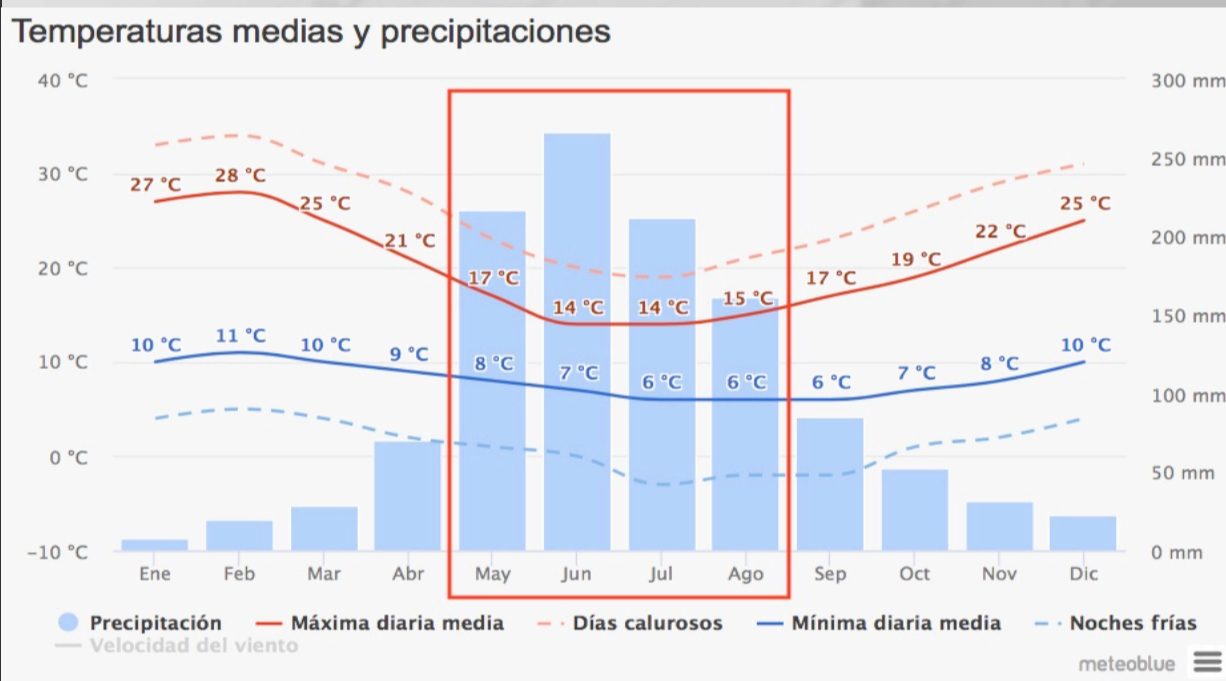 Temperaturas medias y precipitaciones
40 °C
300 mm
30 °C
250 mm
20 °C
200 mm
150 mm
10 °C
100 mm
0 °C
50 mm
−10 °C
0 mm
27 °C 28 °C 25 °C 21 °C 17 °C 14 °C 14 °C 15 °C 17 °C 19 °C 22 °C 25 °C
10 °C 11 °C 10 °C 9 °C 8 °C 7 °C 6 °C 6 °C 6 °C 7 °C 8 °C 10 °C
Ene Feb Mar Abr May Jun Jul Ago Sep Oct Nov Dic
Precipitación Máxima diaria media Días calurosos Mínima diaria media Noches frías
Velocidad del viento
meteoblue